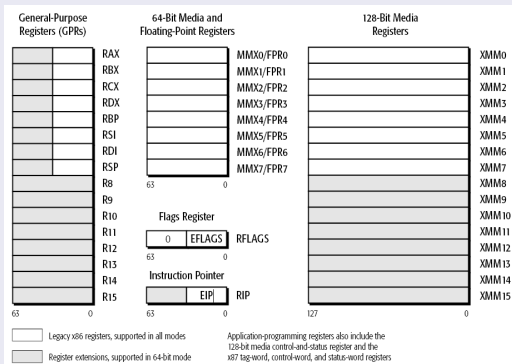 General-Purpose
Registers (GPRs)
64-Bit Media and
Floating-Point Registers
128-Bit Media
Registers
RAX
RBX
RCX
RDX
RBP
RSI
RDI
RSP
R8
R9
R10
R11
R12
R13
R14
R15
63 0
MMX0/FPR0
MMX1/FPR1
MMX2/FPR2
MMX3/FPR3
MMX4/FPR4
MMX5/FPR5
MMX6/FPR6
MMX7/FPR7
63 0
Flags Register
0 EFLAGS RFLAGS
63 0
Instruction Pointer
EIP RIP
63 0
XMM0
XMM1
XMM2
XMM3
XMM4
XMM5
XMM6
XMM7
XMM8
XMM9
XMM10
XMM11
XMM12
XMM13
XMM14
XMM15
127 0
Legacy x86 registers, supported in all modes
Register extensions, supported in 64-bit mode
Application-programming registers also include the
128-bit media control-and-status register and the
x87 tag-word, control-word, and status-word registers